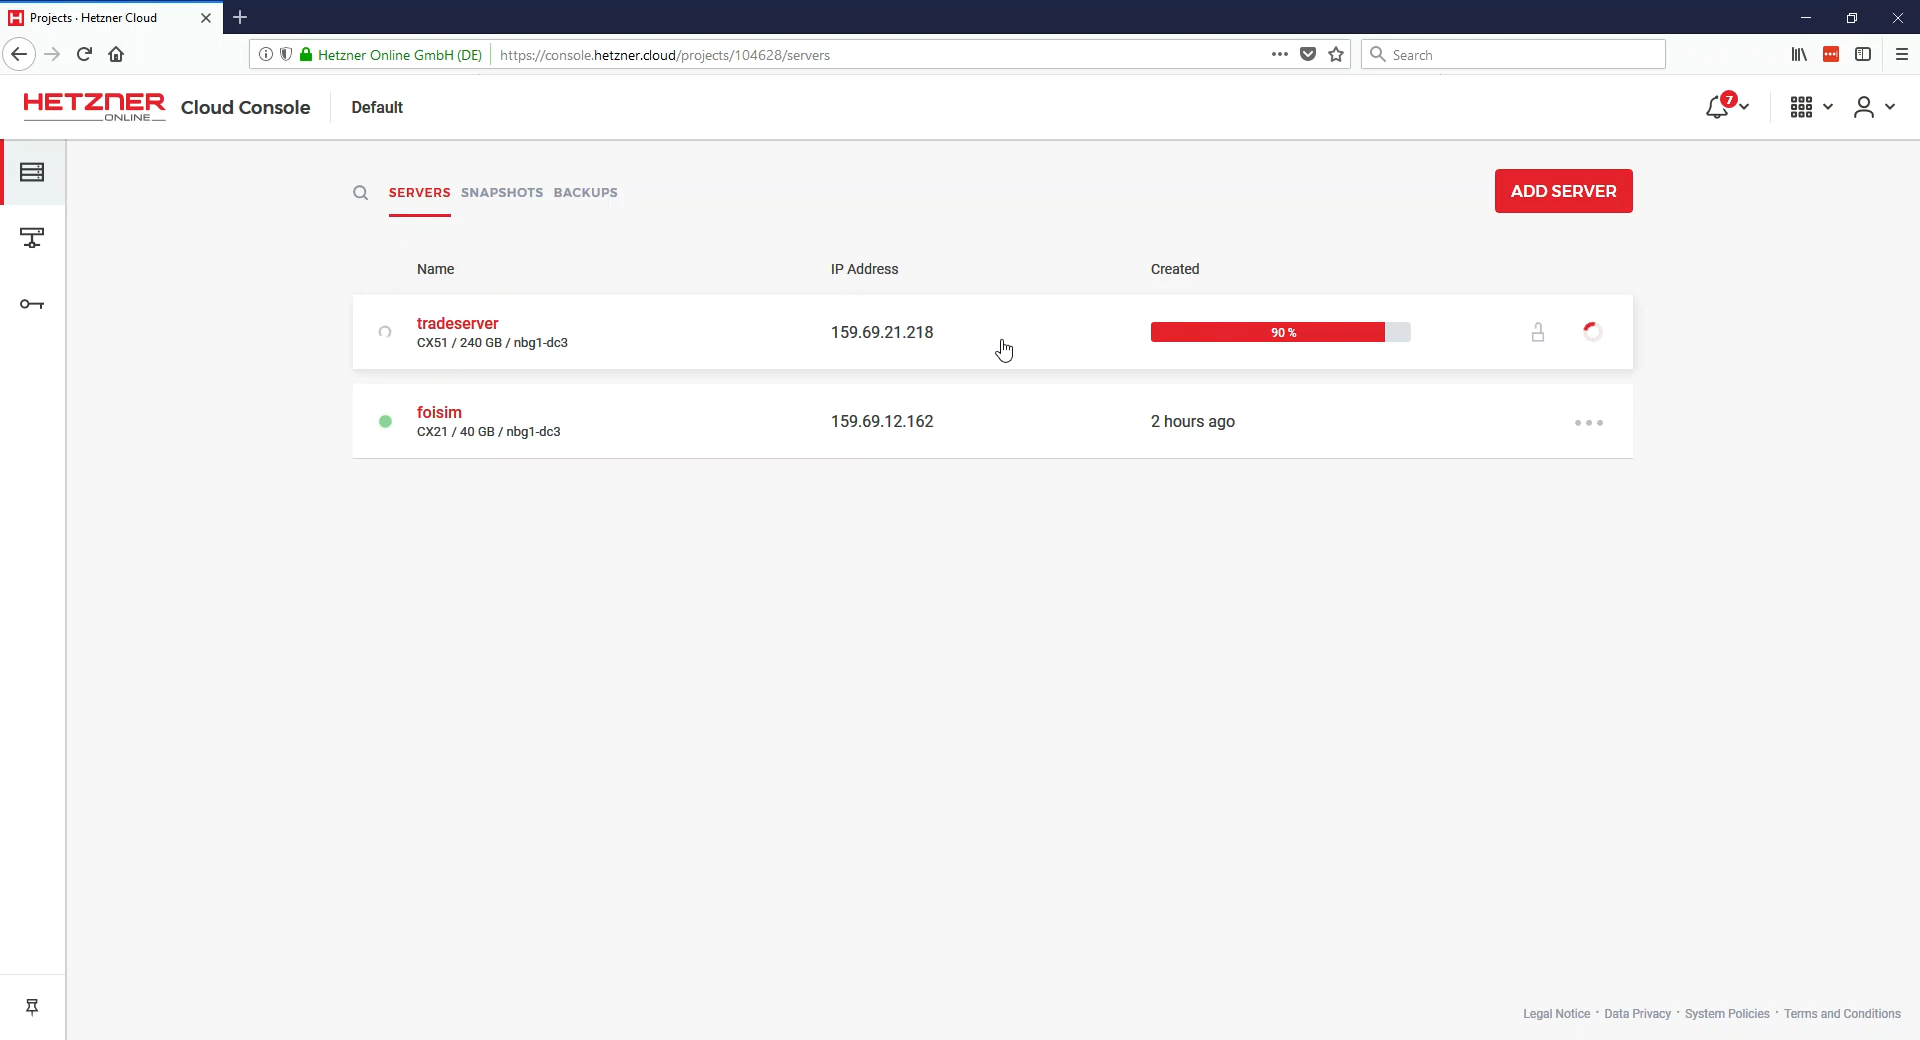 Projects · Hetzner Cloud
Hetzner Online GmbH (DE)
https://console.hetzner.cloud/projects/104628/servers
Search
HETZNER
ONLINE
Cloud Console
Default
7
SERVERS
SNAPSHOTS
BACKUPS
ADD SERVER
Name
IP Address
Created
tradeserver
CX51 / 240 GB / nbg1-dc3
159.69.21.218
90 %
foisim
CX21 / 40 GB / nbg1-dc3
159.69.12.162
2 hours ago
Legal Notice · Data Privacy · System Policies · Terms and Conditions